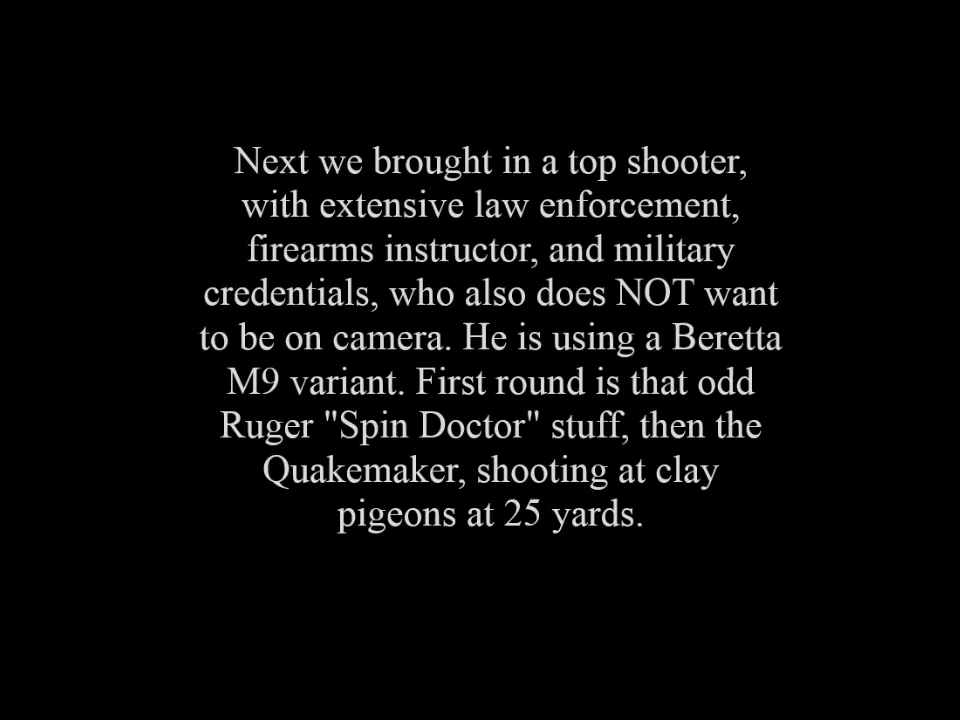 Next we brought in a top shooter,
with extensive law enforcement,
firearms instructor, and military
credentials, who also does NOT want
to be on camera. He is using a Beretta
M9 variant. First round is that odd
Ruger "Spin Doctor" stuff, then the
Quakemaker, shooting at clay
pigeons at 25 yards.